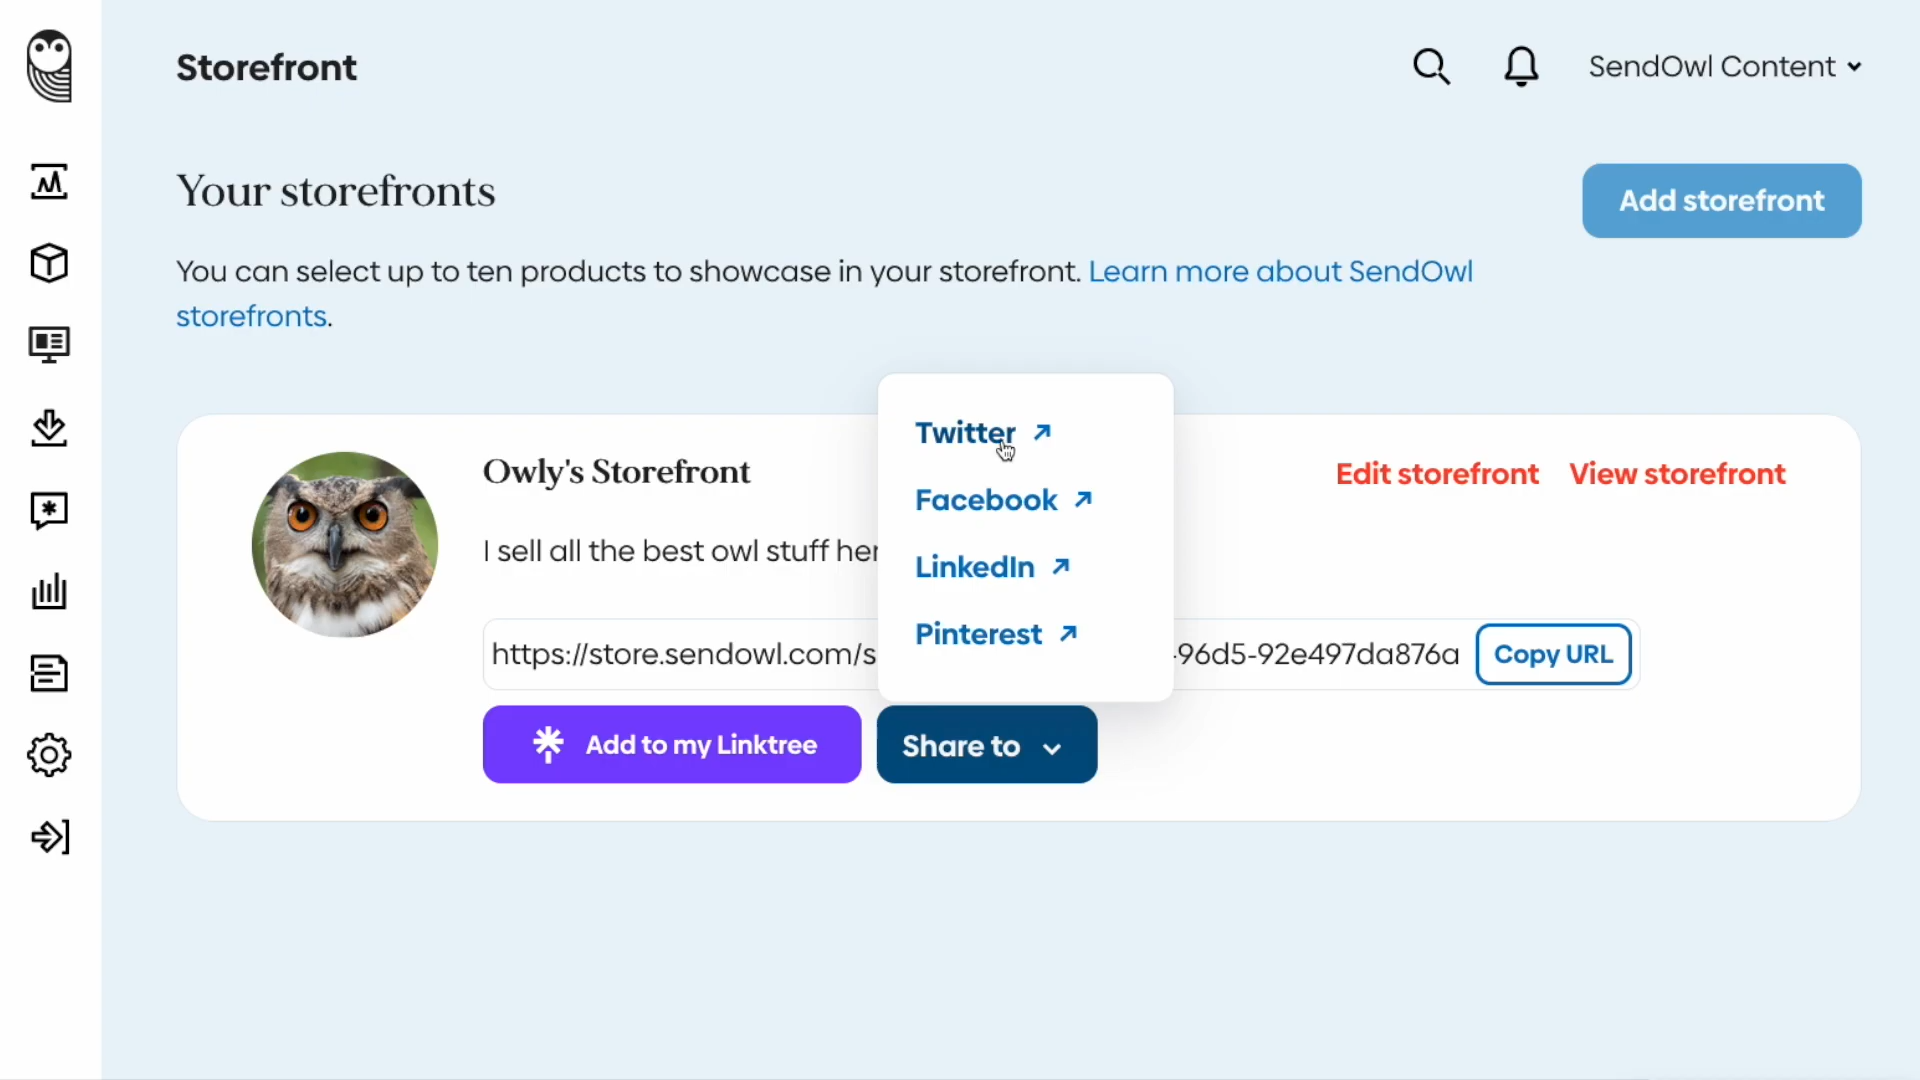 Storefront
SendOwl Content
Your storefronts
Add storefront
You can select up to ten products to showcase in your storefront. Learn more about SendOwl
storefronts.
Twitter
Facebook
LinkedIn
Pinterest
Owly's Storefront
Edit storefront
View storefront
I sell all the best owl stuff her
https://store.sendowl.com/s
-96d5-92e497da876a
Copy URL
Add to my Linktree
Share to